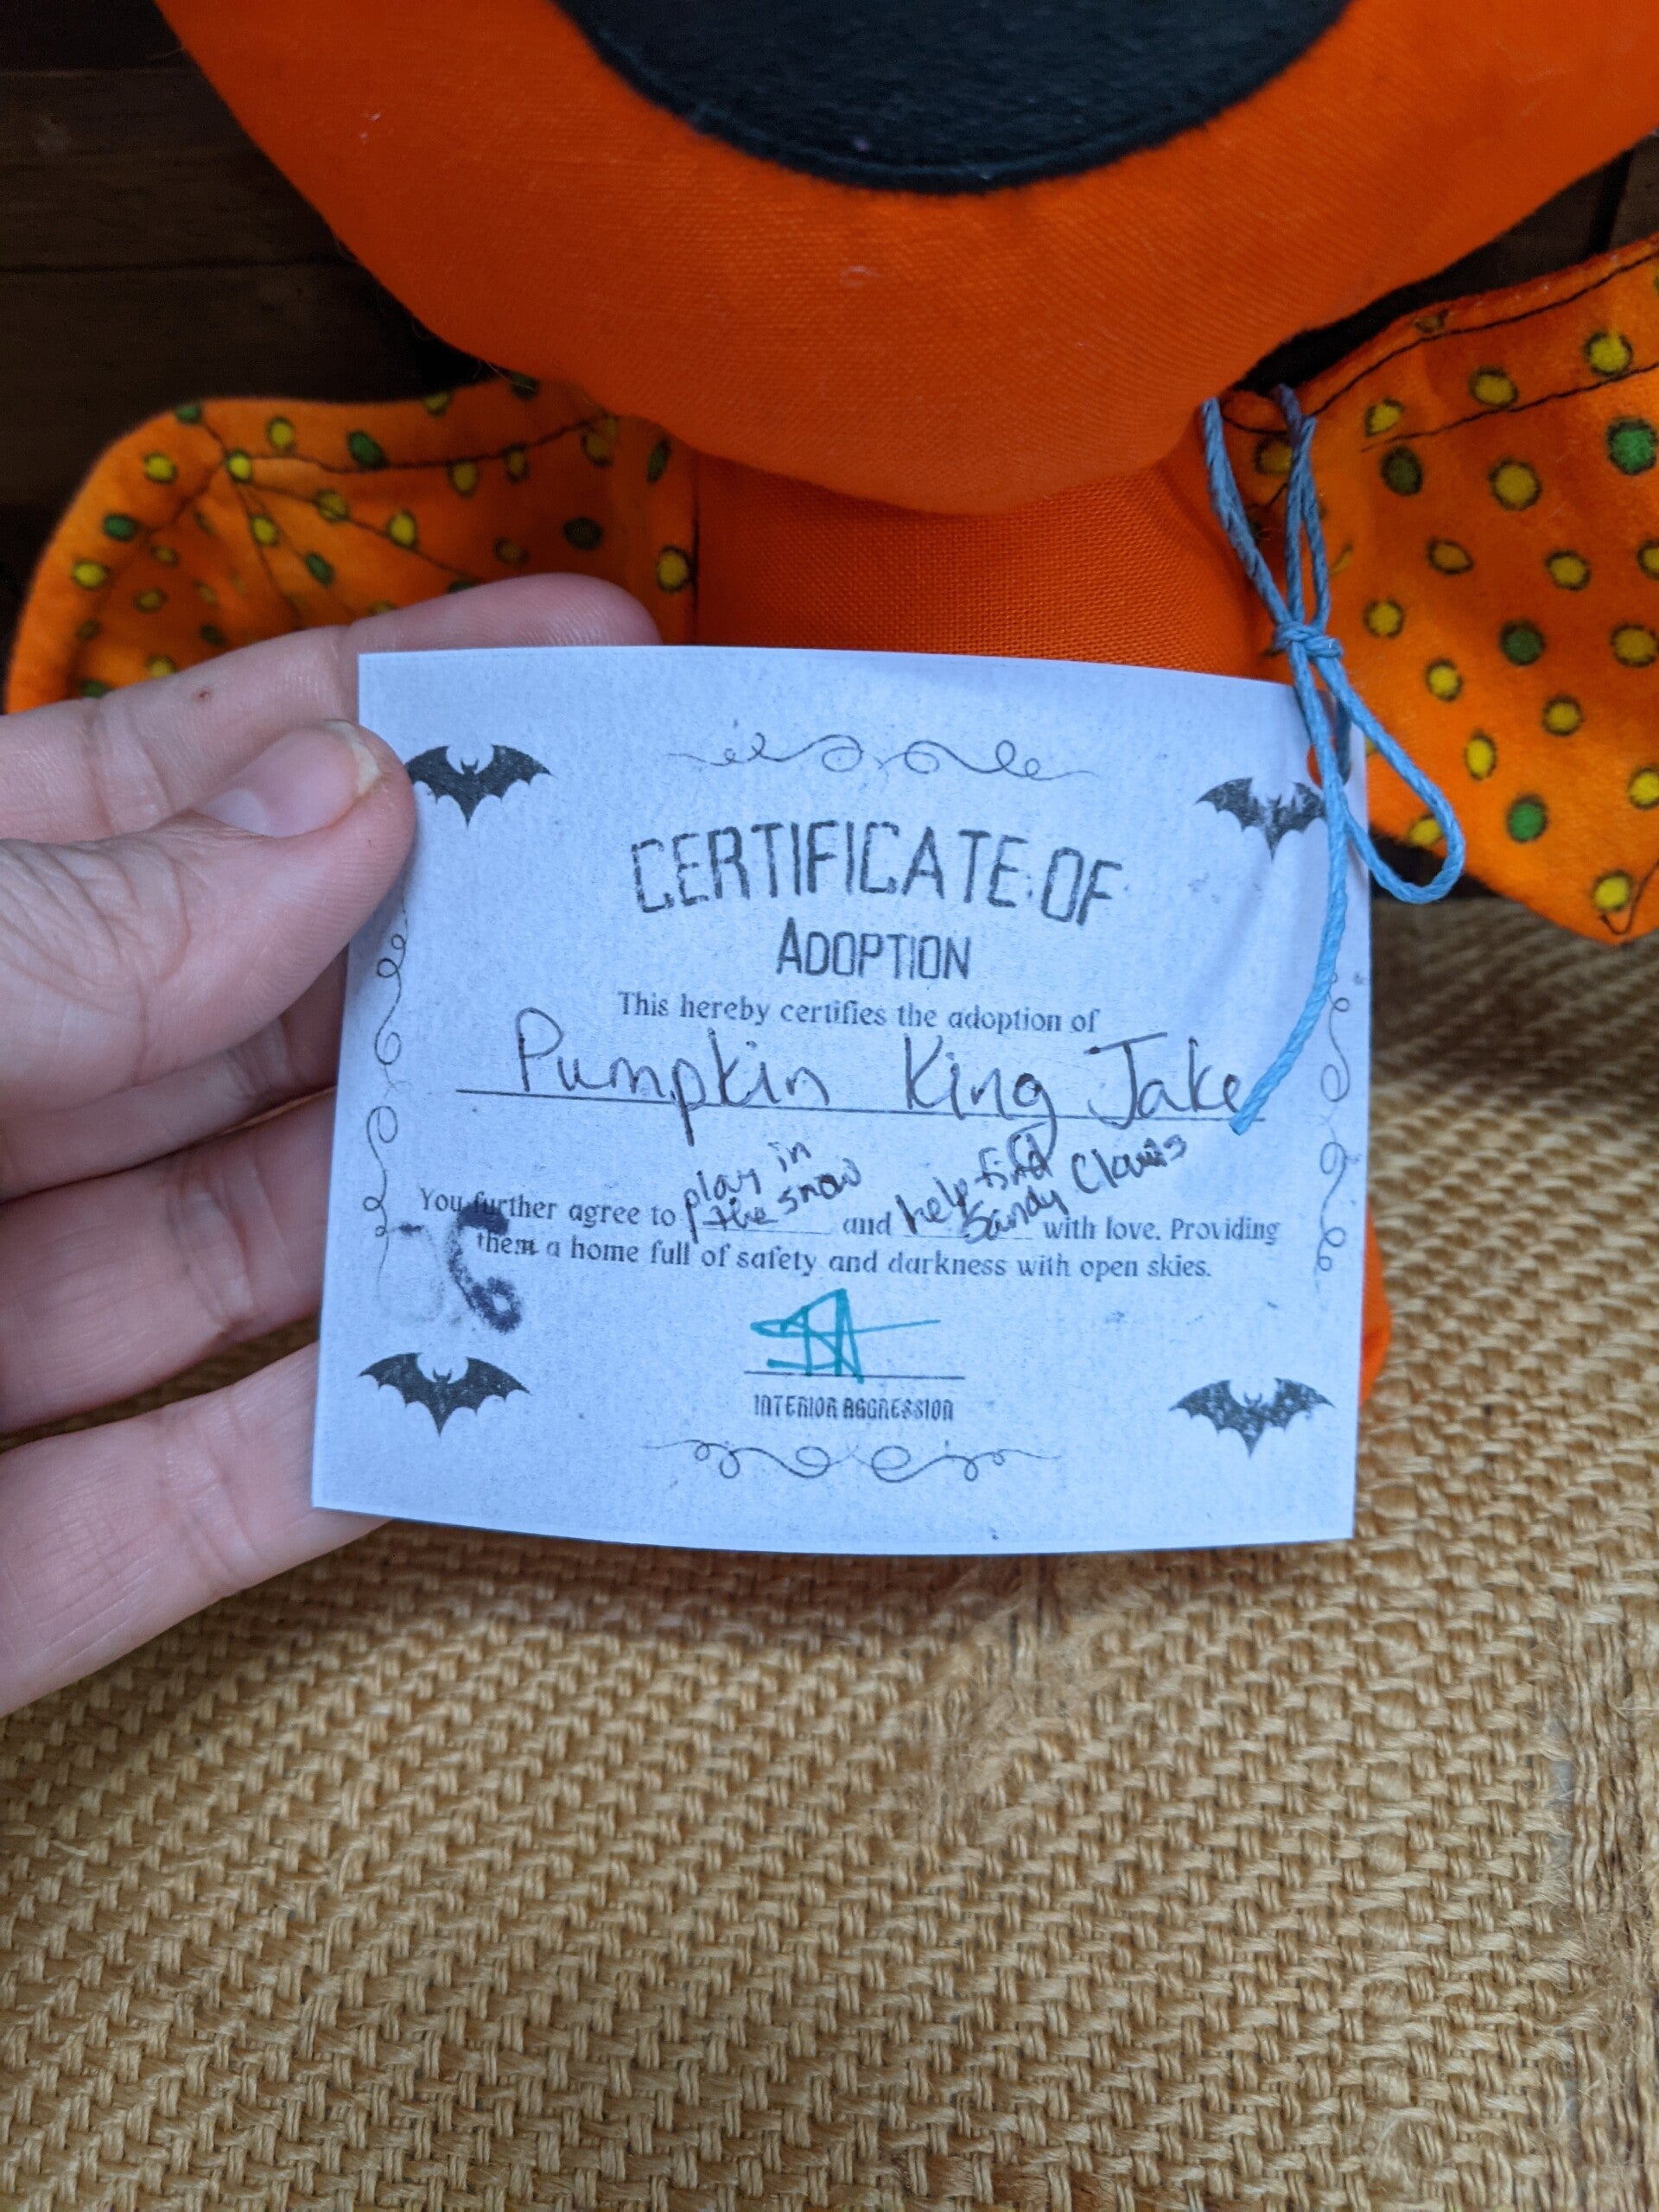 CERTIFICATE OF
ADOPTION
This hereby certifies the adoption of
Pumpkin King Jake
You further agree to play in the snow and help find Sandy Claws with love. Providing
them a home full of safety and darkness with open skies.
INTERIOR AGGRESSION